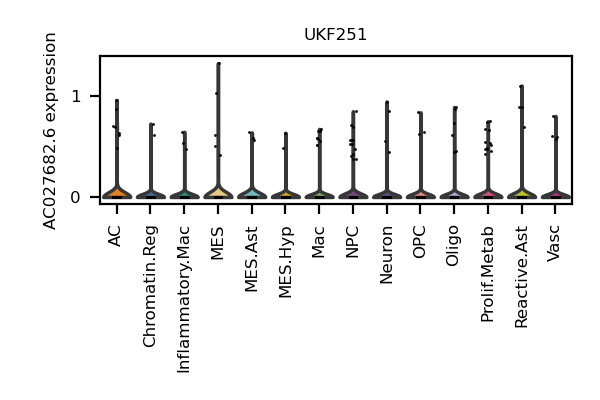 UKF251
AC027682.6 expression
1
0
AC
Chromatin.Reg
Inflammatory.Mac
MES
MES.Ast
MES.Hyp
Mac
NPC
Neuron
OPC
Oligo
Prolif.Metab
Reactive.Ast
Vasc